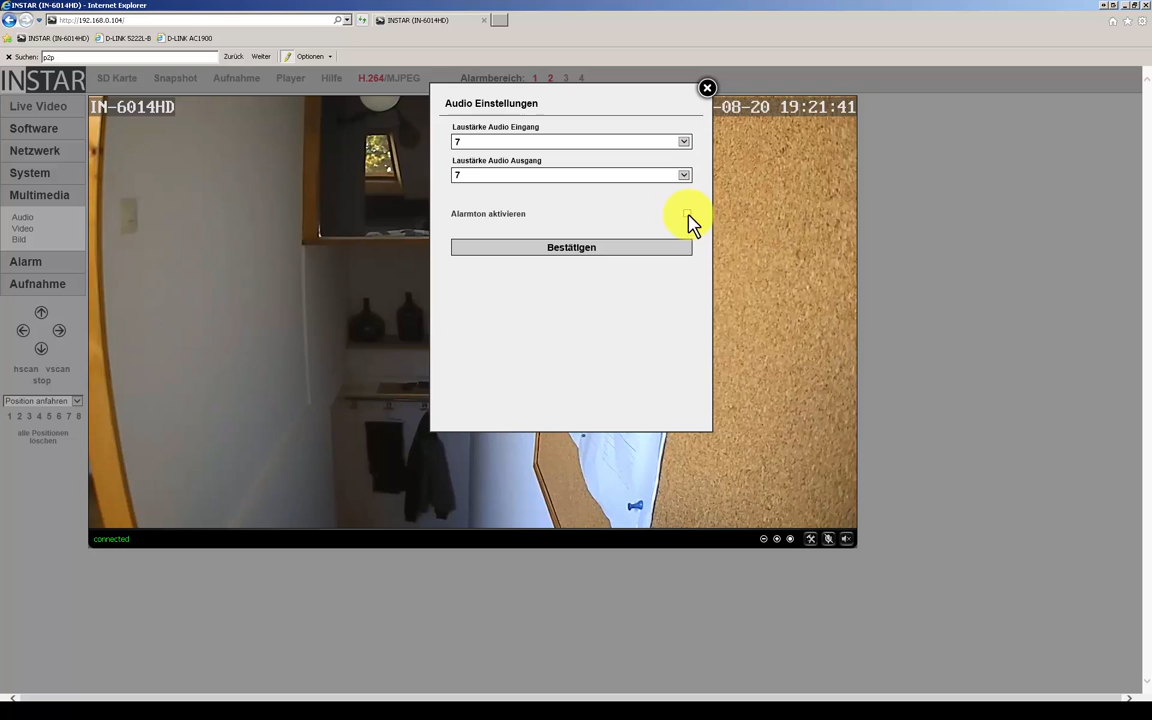 INSTAR (IN-6014HD) - Internet Explorer
http://192.168.0.104/
INSTAR (IN-6014HD)
INSTAR (IN-6014HD) D-LINK 5222L-B D-LINK AC1900
Suchen: p2p Zurück Weiter Optionen
INSTAR SD Karte Snapshot Aufnahme Player Hilfe H.264/MJPEG Alarmbereich: 1 2 3 4
Live Video
Software
Netzwerk
System
Multimedia
Audio
Video
Bild
Alarm
Aufnahme
hscan vscan
stop
Position anfahren
1 2 3 4 5 6 7 8
alle Positionen
löschen
IN-6014HD
-08-20 19:21:41
Audio Einstellungen
Laustärke Audio Eingang
7
Laustärke Audio Ausgang
7
Alarmton aktivieren
Bestätigen
connected